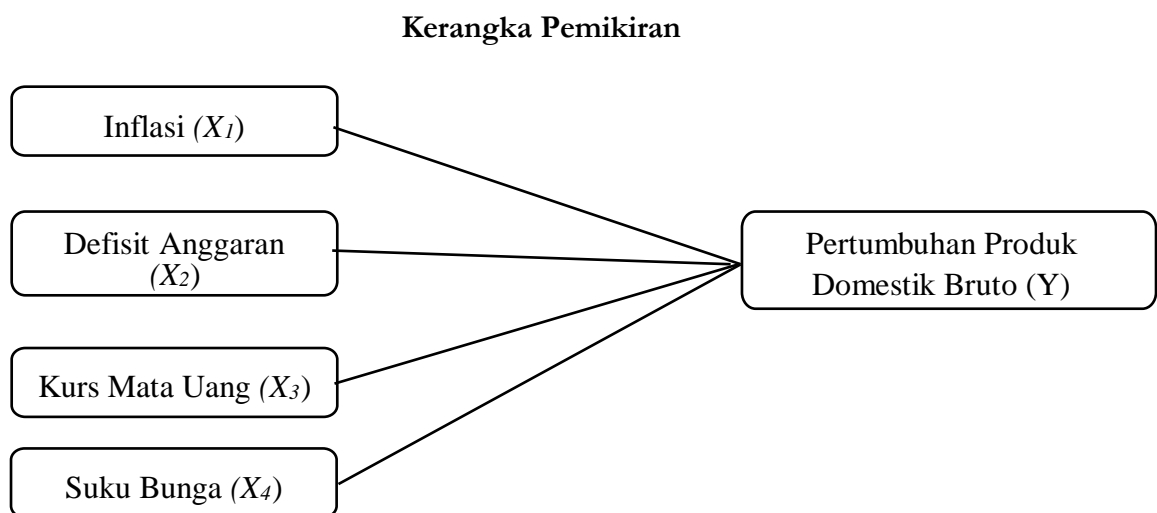 Kerangka Pemikiran
Inflasi (X1)
Defisit Anggaran
(X2)
Kurs Mata Uang (X3)
Suku Bunga (X4)
Pertumbuhan Produk
Domestik Bruto (Y)